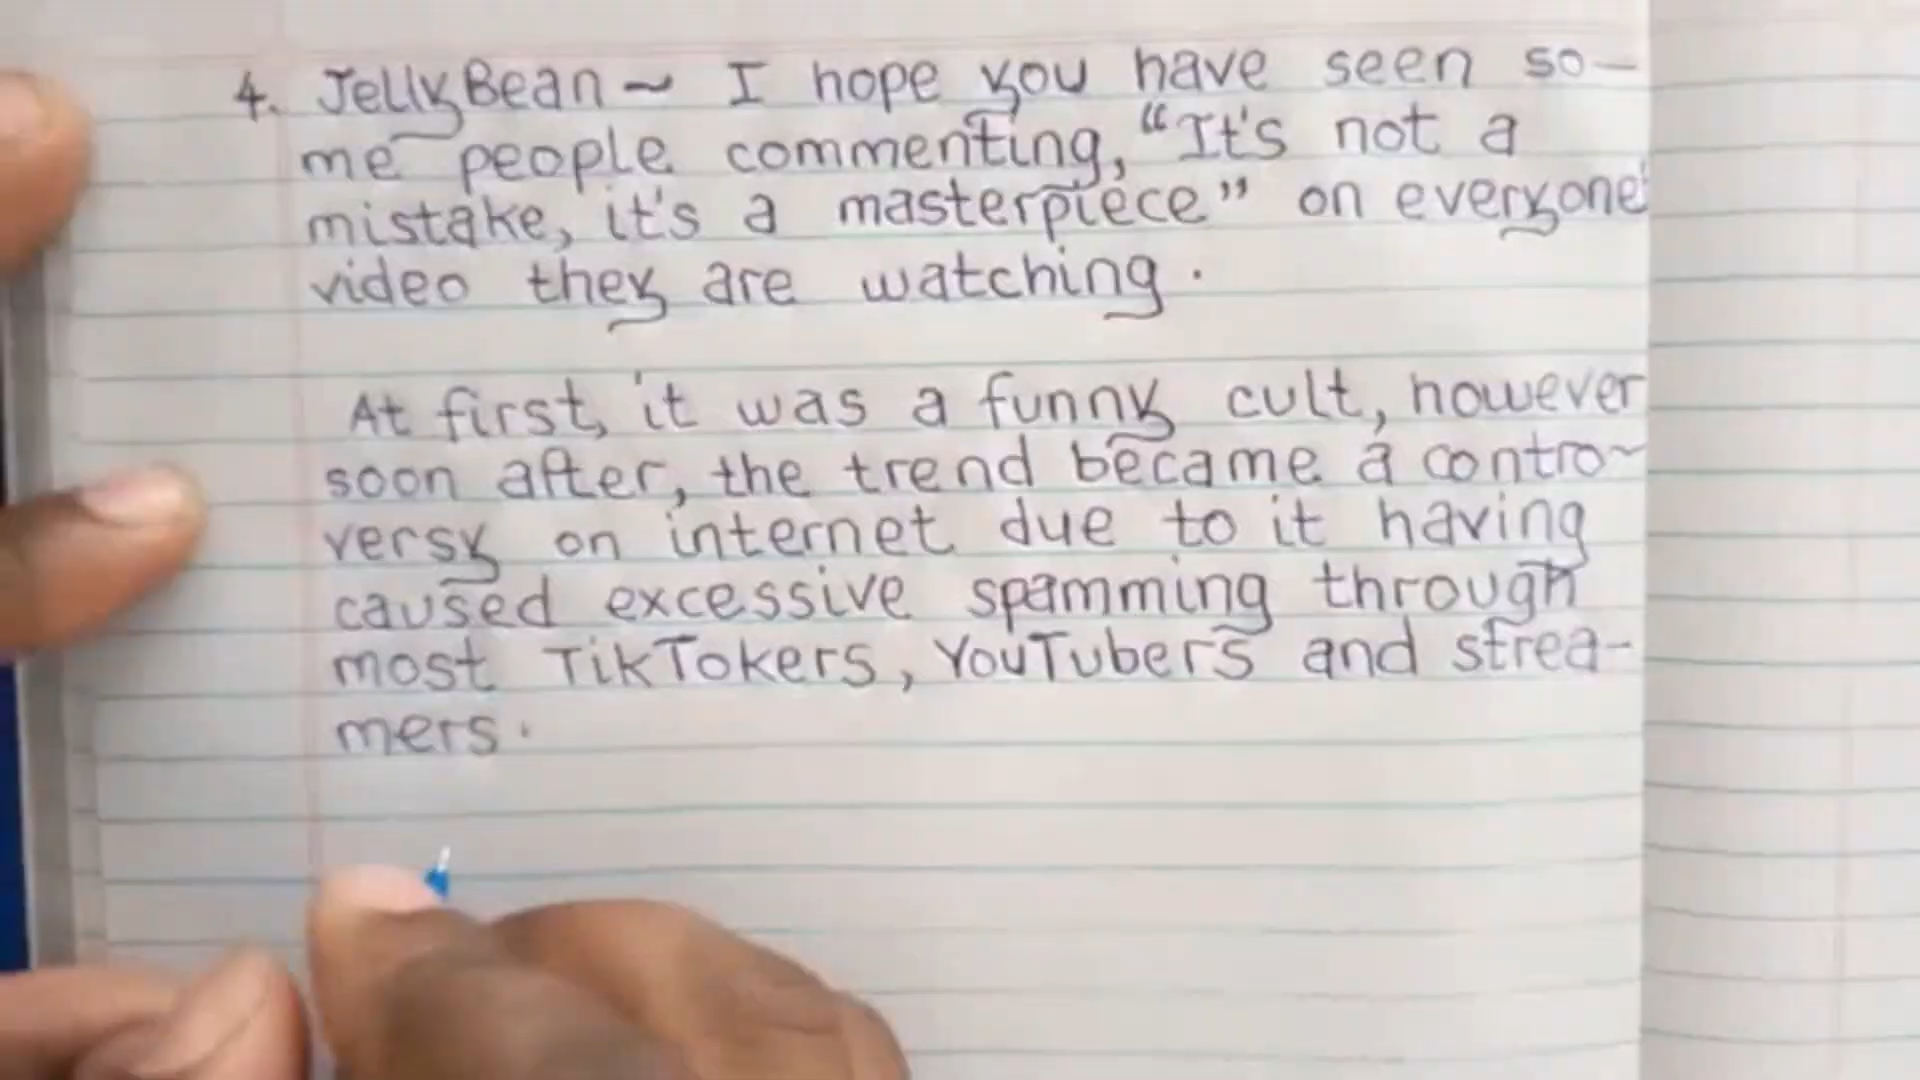 4. JellyBean ~ I hope you have seen so-
me people commenting, "It's not a
mistake, it's a masterpiece" on everyone'
video they are watching.
At first, it was a funny cult, however
soon after, the trend became a contro-
versy on internet due to it having
caused excessive spamming through
most TikTokers, YouTubers and strea-
mers.